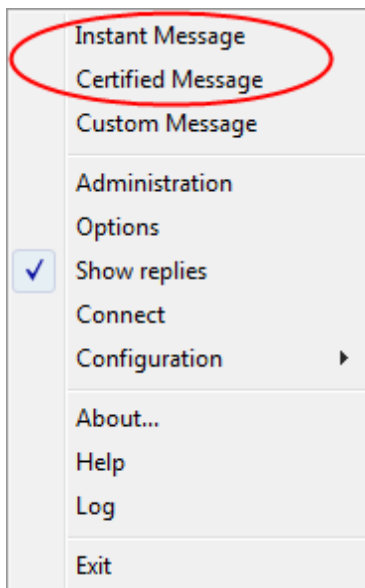 Instant Message
Certified Message
Custom Message
Administration
Options
Show replies
Connect
Configuration
About...
Help
Log
Exit